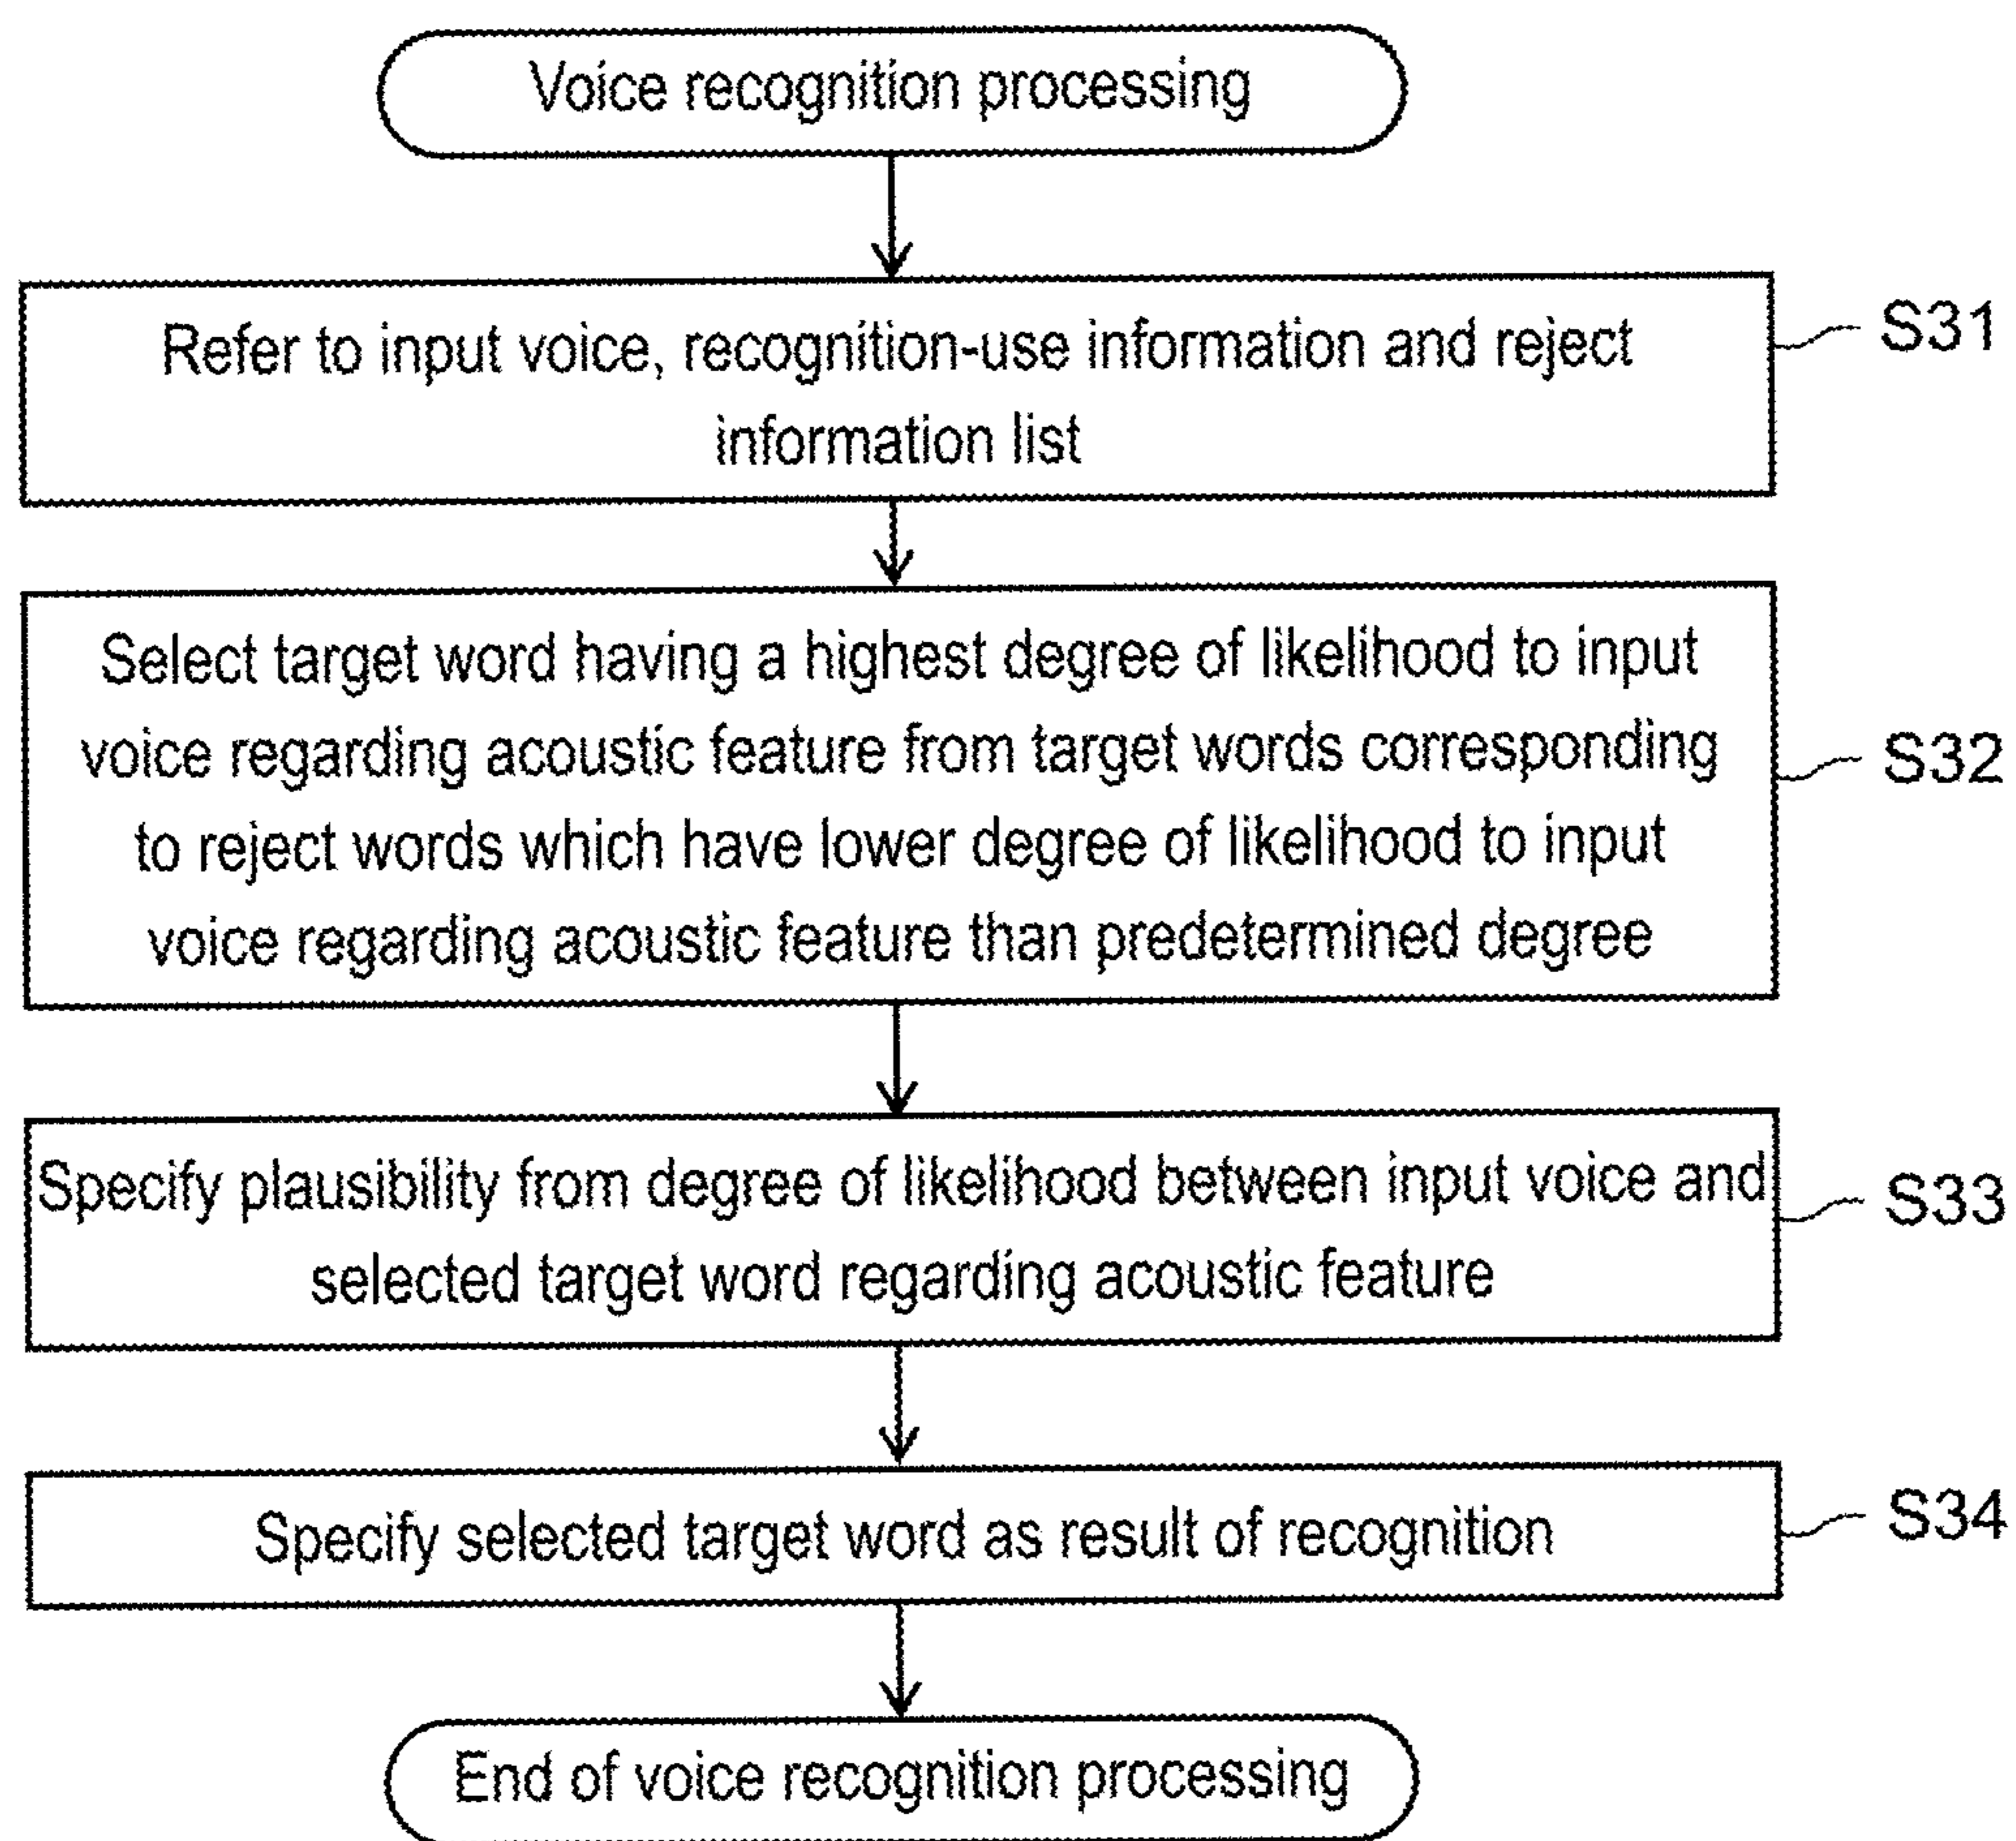 Voice recognition processing
Refer to input voice, recognition-use information and reject
information list
S31
Select target word having a highest degree of likelihood to input
voice regarding acoustic feature from target words corresponding
to reject words which have lower degree of likelihood to input
voice regarding acoustic feature than predetermined degree
S32
Specify plausibility from degree of likelihood between input voice and
selected target word regarding acoustic feature
S33
Specify selected target word as result of recognition
S34
End of voice recognition processing